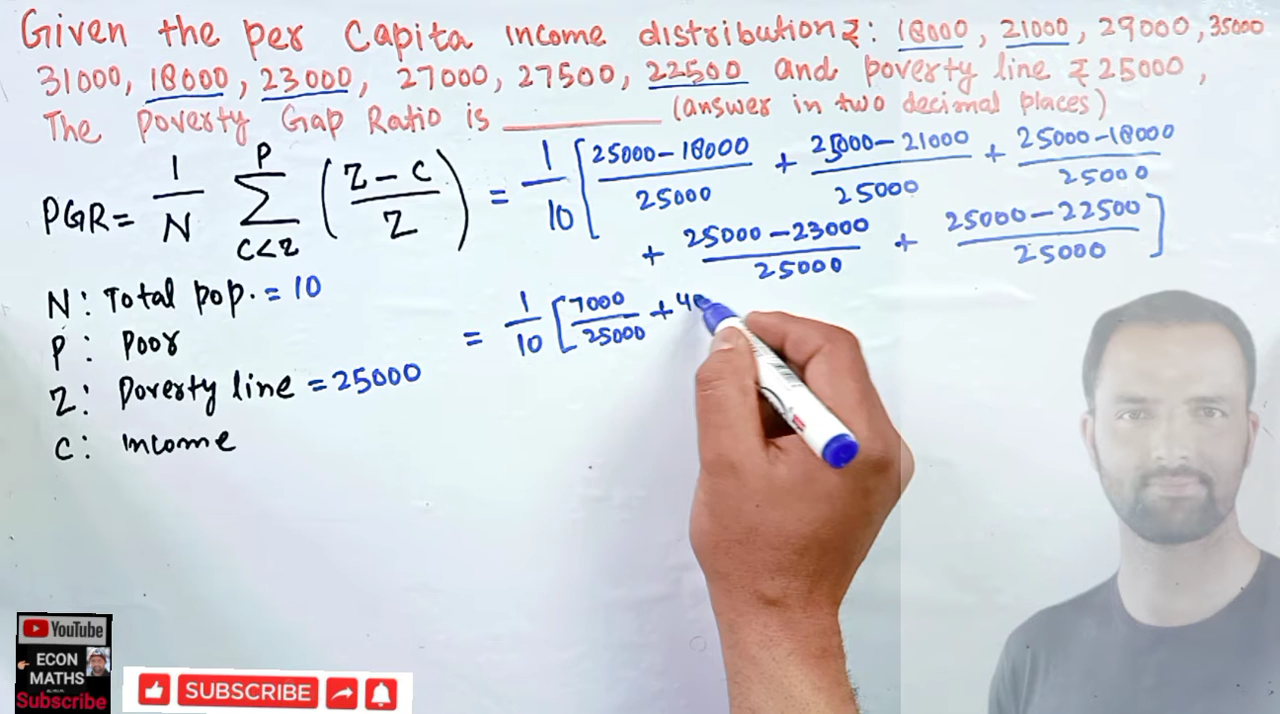 Given the per Capita income distribution ₹: 18000, 21000, 29000, 35000
31000, 18000, 23000, 27000, 27500, 22500 and poverty line ₹25000,
The Poverty Gap Ratio is ________ (answer in two decimal places)
PGR = 1/N Σ_{C<Z}^{P} ((Z-C)/Z) = 1/10 [ (25000-18000)/25000 + (25000-21000)/25000 + (25000-18000)/25000
+ (25000-23000)/25000 + (25000-22500)/25000 ]
N: Total pop. = 10
= 1/10 [ 7000/25000 + 4
P: Poor
Z: Poverty line = 25000
C: income
YouTube
ECON
MATHS
Subscribe
SUBSCRIBE